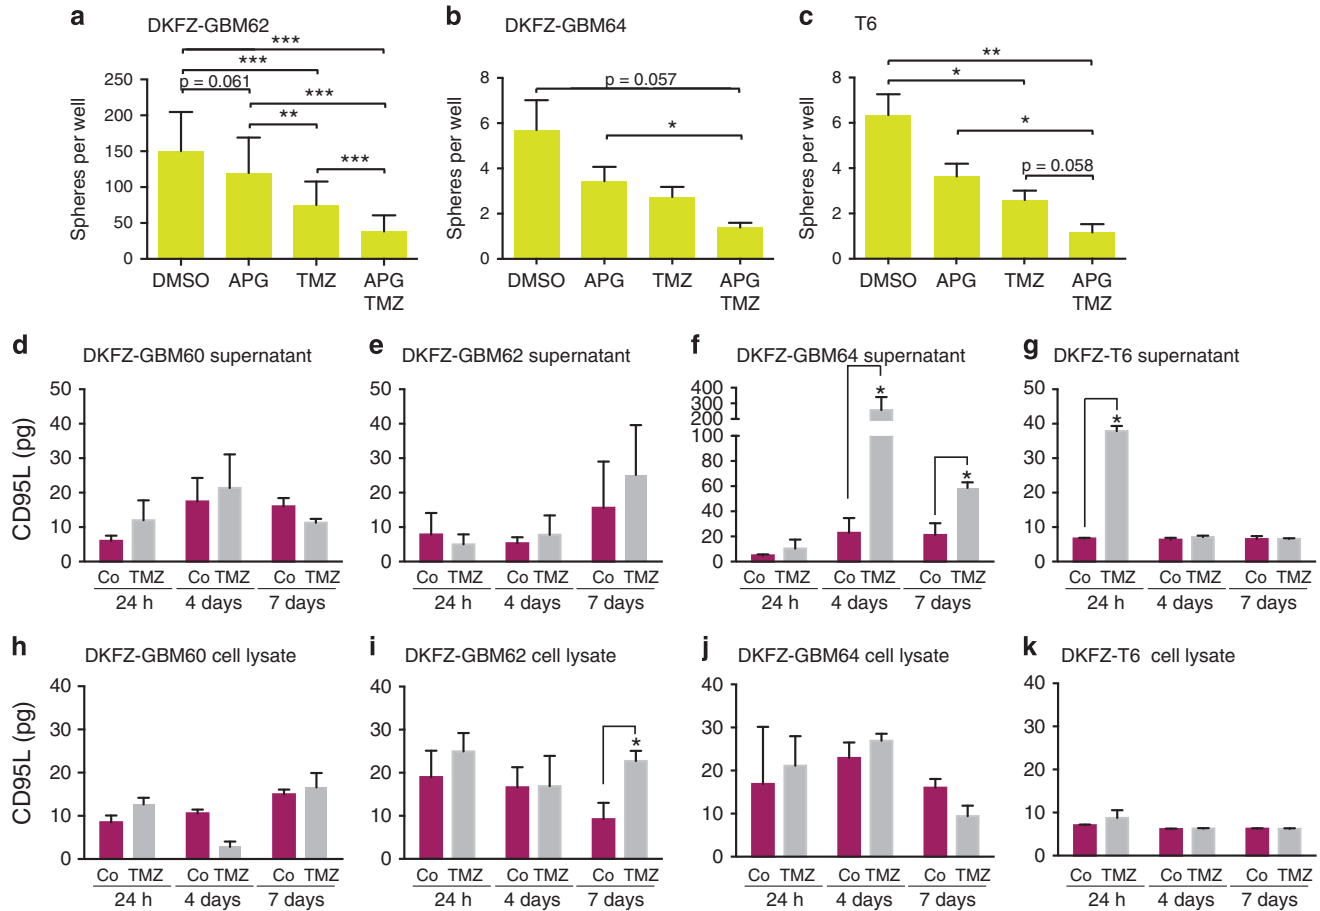 a DKFZ-GBM62
***
***
p = 0.061
***
**
***
Spheres per well
250
200
150
100
50
0
DMSO APG TMZ APG
TMZ
b DKFZ-GBM64
p = 0.057
*
Spheres per well
8
6
4
2
0
DMSO APG TMZ APG
TMZ
c T6
**
*
*
p = 0.058
Spheres per well
8
6
4
2
0
DMSO APG TMZ APG
TMZ
d DKFZ-GBM60 supernatant
CD95L (pg)
50
40
30
20
10
0
Co TMZ Co TMZ Co TMZ
24 h 4 days 7 days
e DKFZ-GBM62 supernatant
50
40
30
20
10
0
Co TMZ Co TMZ Co TMZ
24 h 4 days 7 days
f DKFZ-GBM64 supernatant
*
*
400
300
200
100
80
60
40
20
0
Co TMZ Co TMZ Co TMZ
24 h 4 days 7 days
g DKFZ-T6 supernatant
*
50
40
30
20
10
0
Co TMZ Co TMZ Co TMZ
24 h 4 days 7 days
h DKFZ-GBM60 cell lysate
CD95L (pg)
40
30
20
10
0
Co TMZ Co TMZ Co TMZ
24 h 4 days 7 days
i DKFZ-GBM62 cell lysate
*
40
30
20
10
0
Co TMZ Co TMZ Co TMZ
24 h 4 days 7 days
j DKFZ-GBM64 cell lysate
40
30
20
10
0
Co TMZ Co TMZ Co TMZ
24 h 4 days 7 days
k DKFZ-T6 cell lysate
40
30
20
10
0
Co TMZ Co TMZ Co TMZ
24 h 4 days 7 days